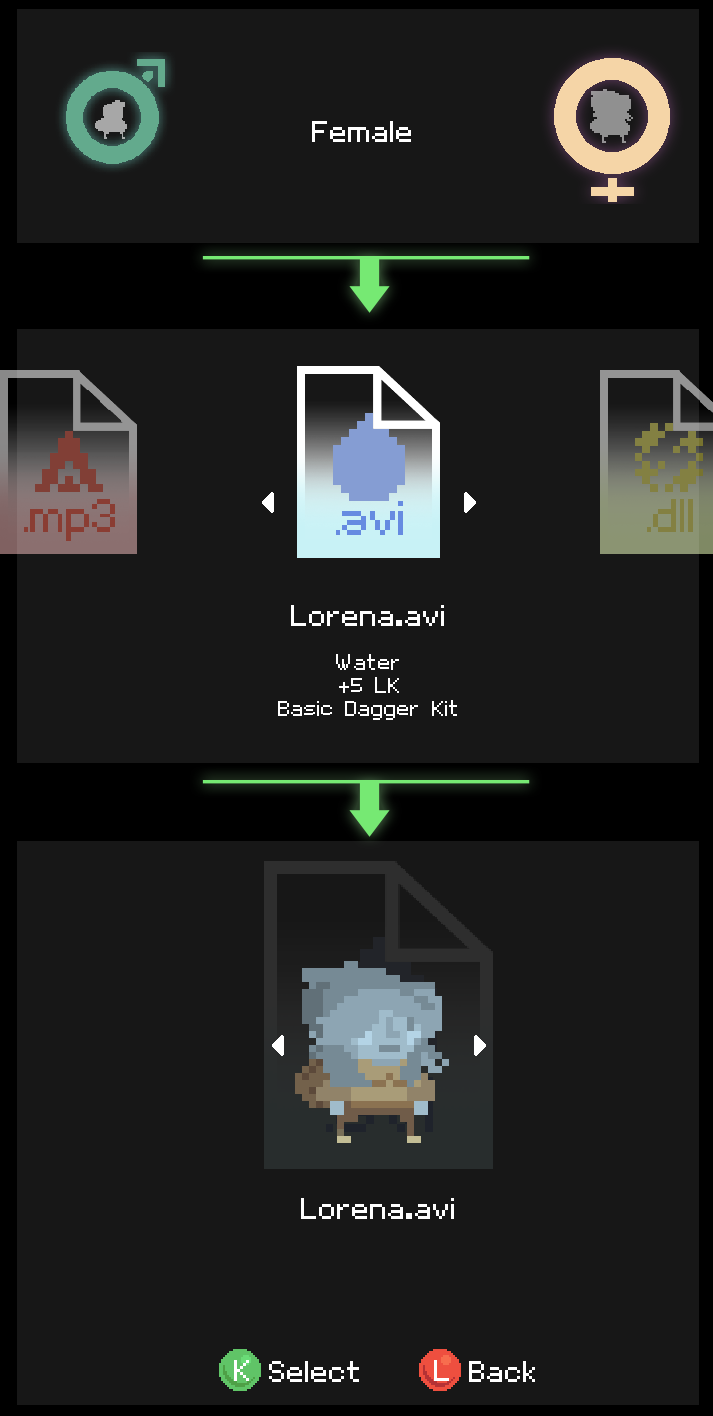 Female
.mp3
.avi
.dll
Lorena.avi
Water
+5 LK
Basic Dagger Kit
Lorena.avi
K Select L Back